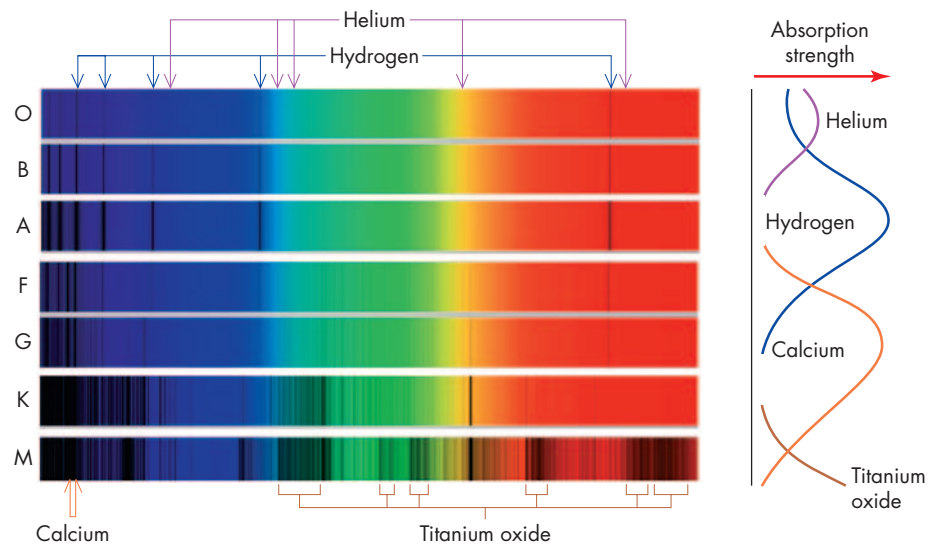 Helium
Hydrogen
O
B
A
F
G
K
M
Calcium
Titanium oxide
Absorption
strength
Helium
Hydrogen
Calcium
Titanium
oxide